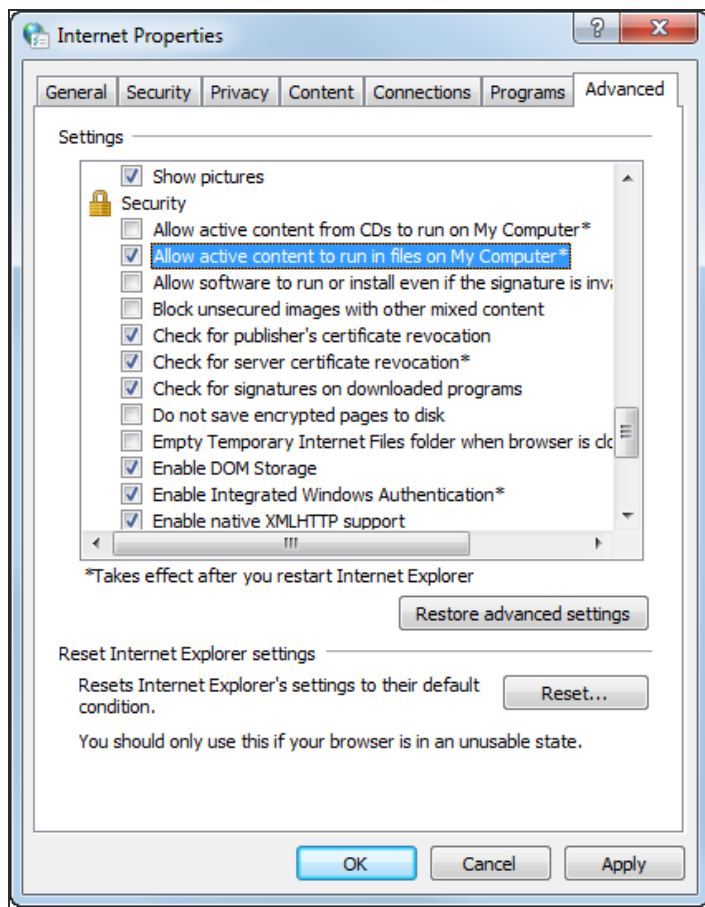 Internet Properties
General Security Privacy Content Connections Programs Advanced
Settings
Show pictures
Security
Allow active content from CDs to run on My Computer*
Allow active content to run in files on My Computer*
Allow software to run or install even if the signature is
Block unsecured images with other mixed content
Check for publisher's certificate revocation
Check for server certificate revocation*
Check for signatures on downloaded programs
Do not save encrypted pages to disk
Empty Temporary Internet Files folder when browser is
Enable DOM Storage
Enable Integrated Windows Authentication*
Enable native XMLHTTP support
*Takes effect after you restart Internet Explorer
Restore advanced settings
Reset Internet Explorer settings
Resets Internet Explorer's settings to their default
condition.
Reset...
You should only use this if your browser is in an unusable state.
OK Cancel Apply